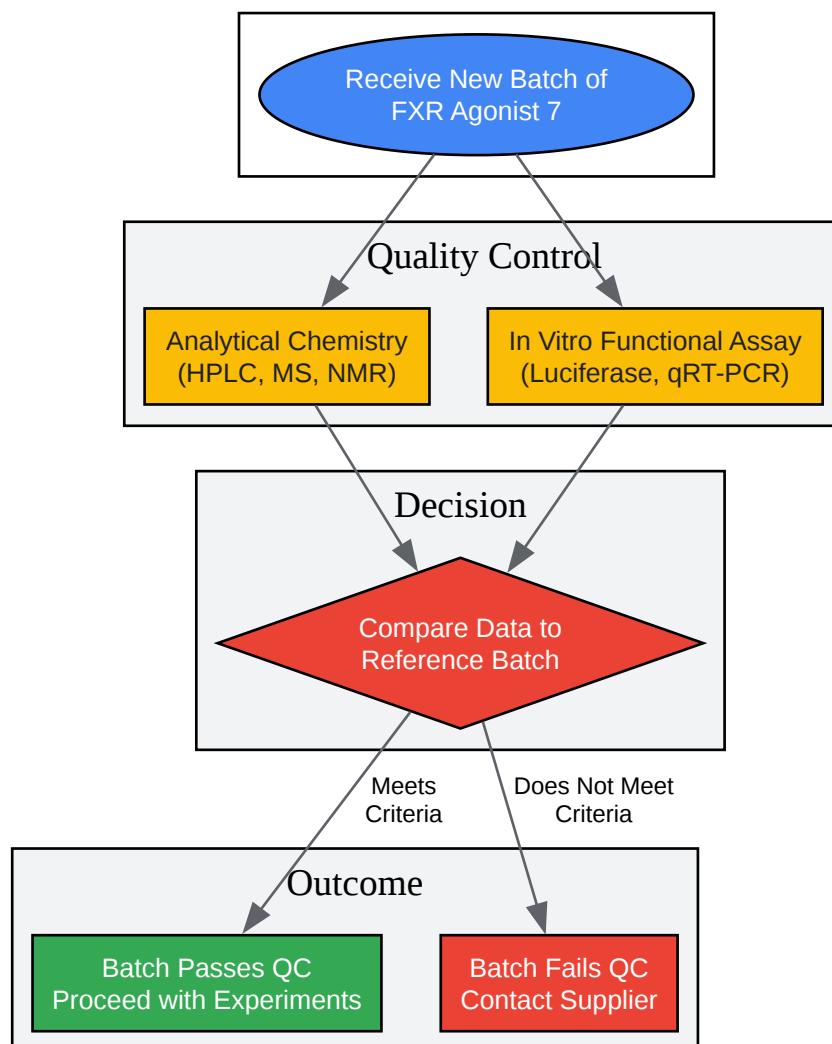 Receive New Batch of
FXR Agonist 7
Quality Control
Analytical Chemistry
(HPLC, MS, NMR)
In Vitro Functional Assay
(Luciferase, qRT-PCR)
Decision
Compare Data to
Reference Batch
Meets
Criteria
Does Not Meet
Criteria
Outcome
Batch Passes QC
Proceed with Experiments
Batch Fails QC
Contact Supplier